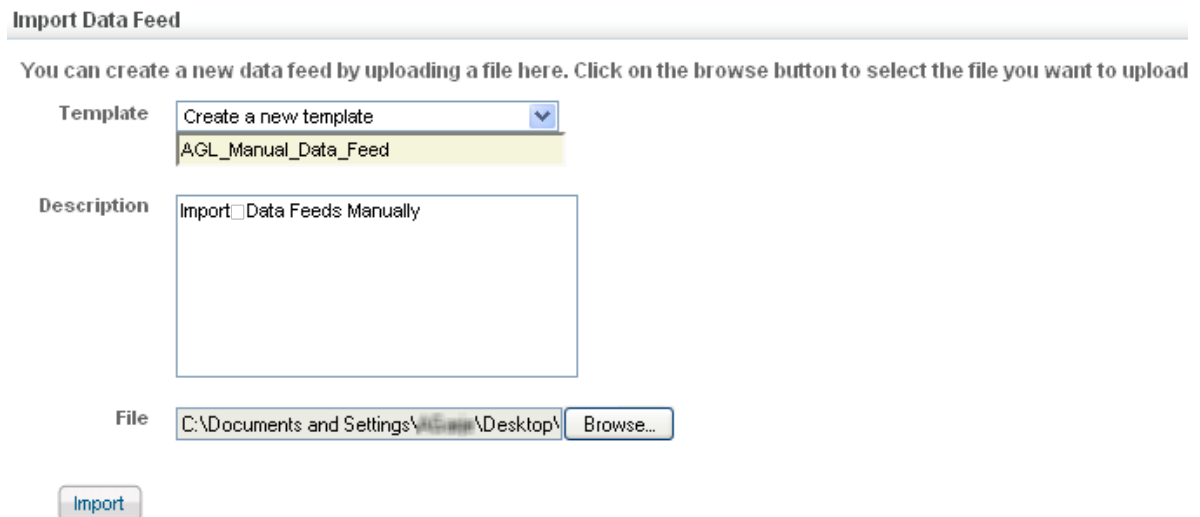 Import Data Feed
You can create a new data feed by uploading a file here. Click on the browse button to select the file you want to upload
Template
Create a new template
AGL_Manual_Data_Feed
Description
Import□Data Feeds Manually
File
C:\Documents and Settings\ \Desktop\
Browse...
Import